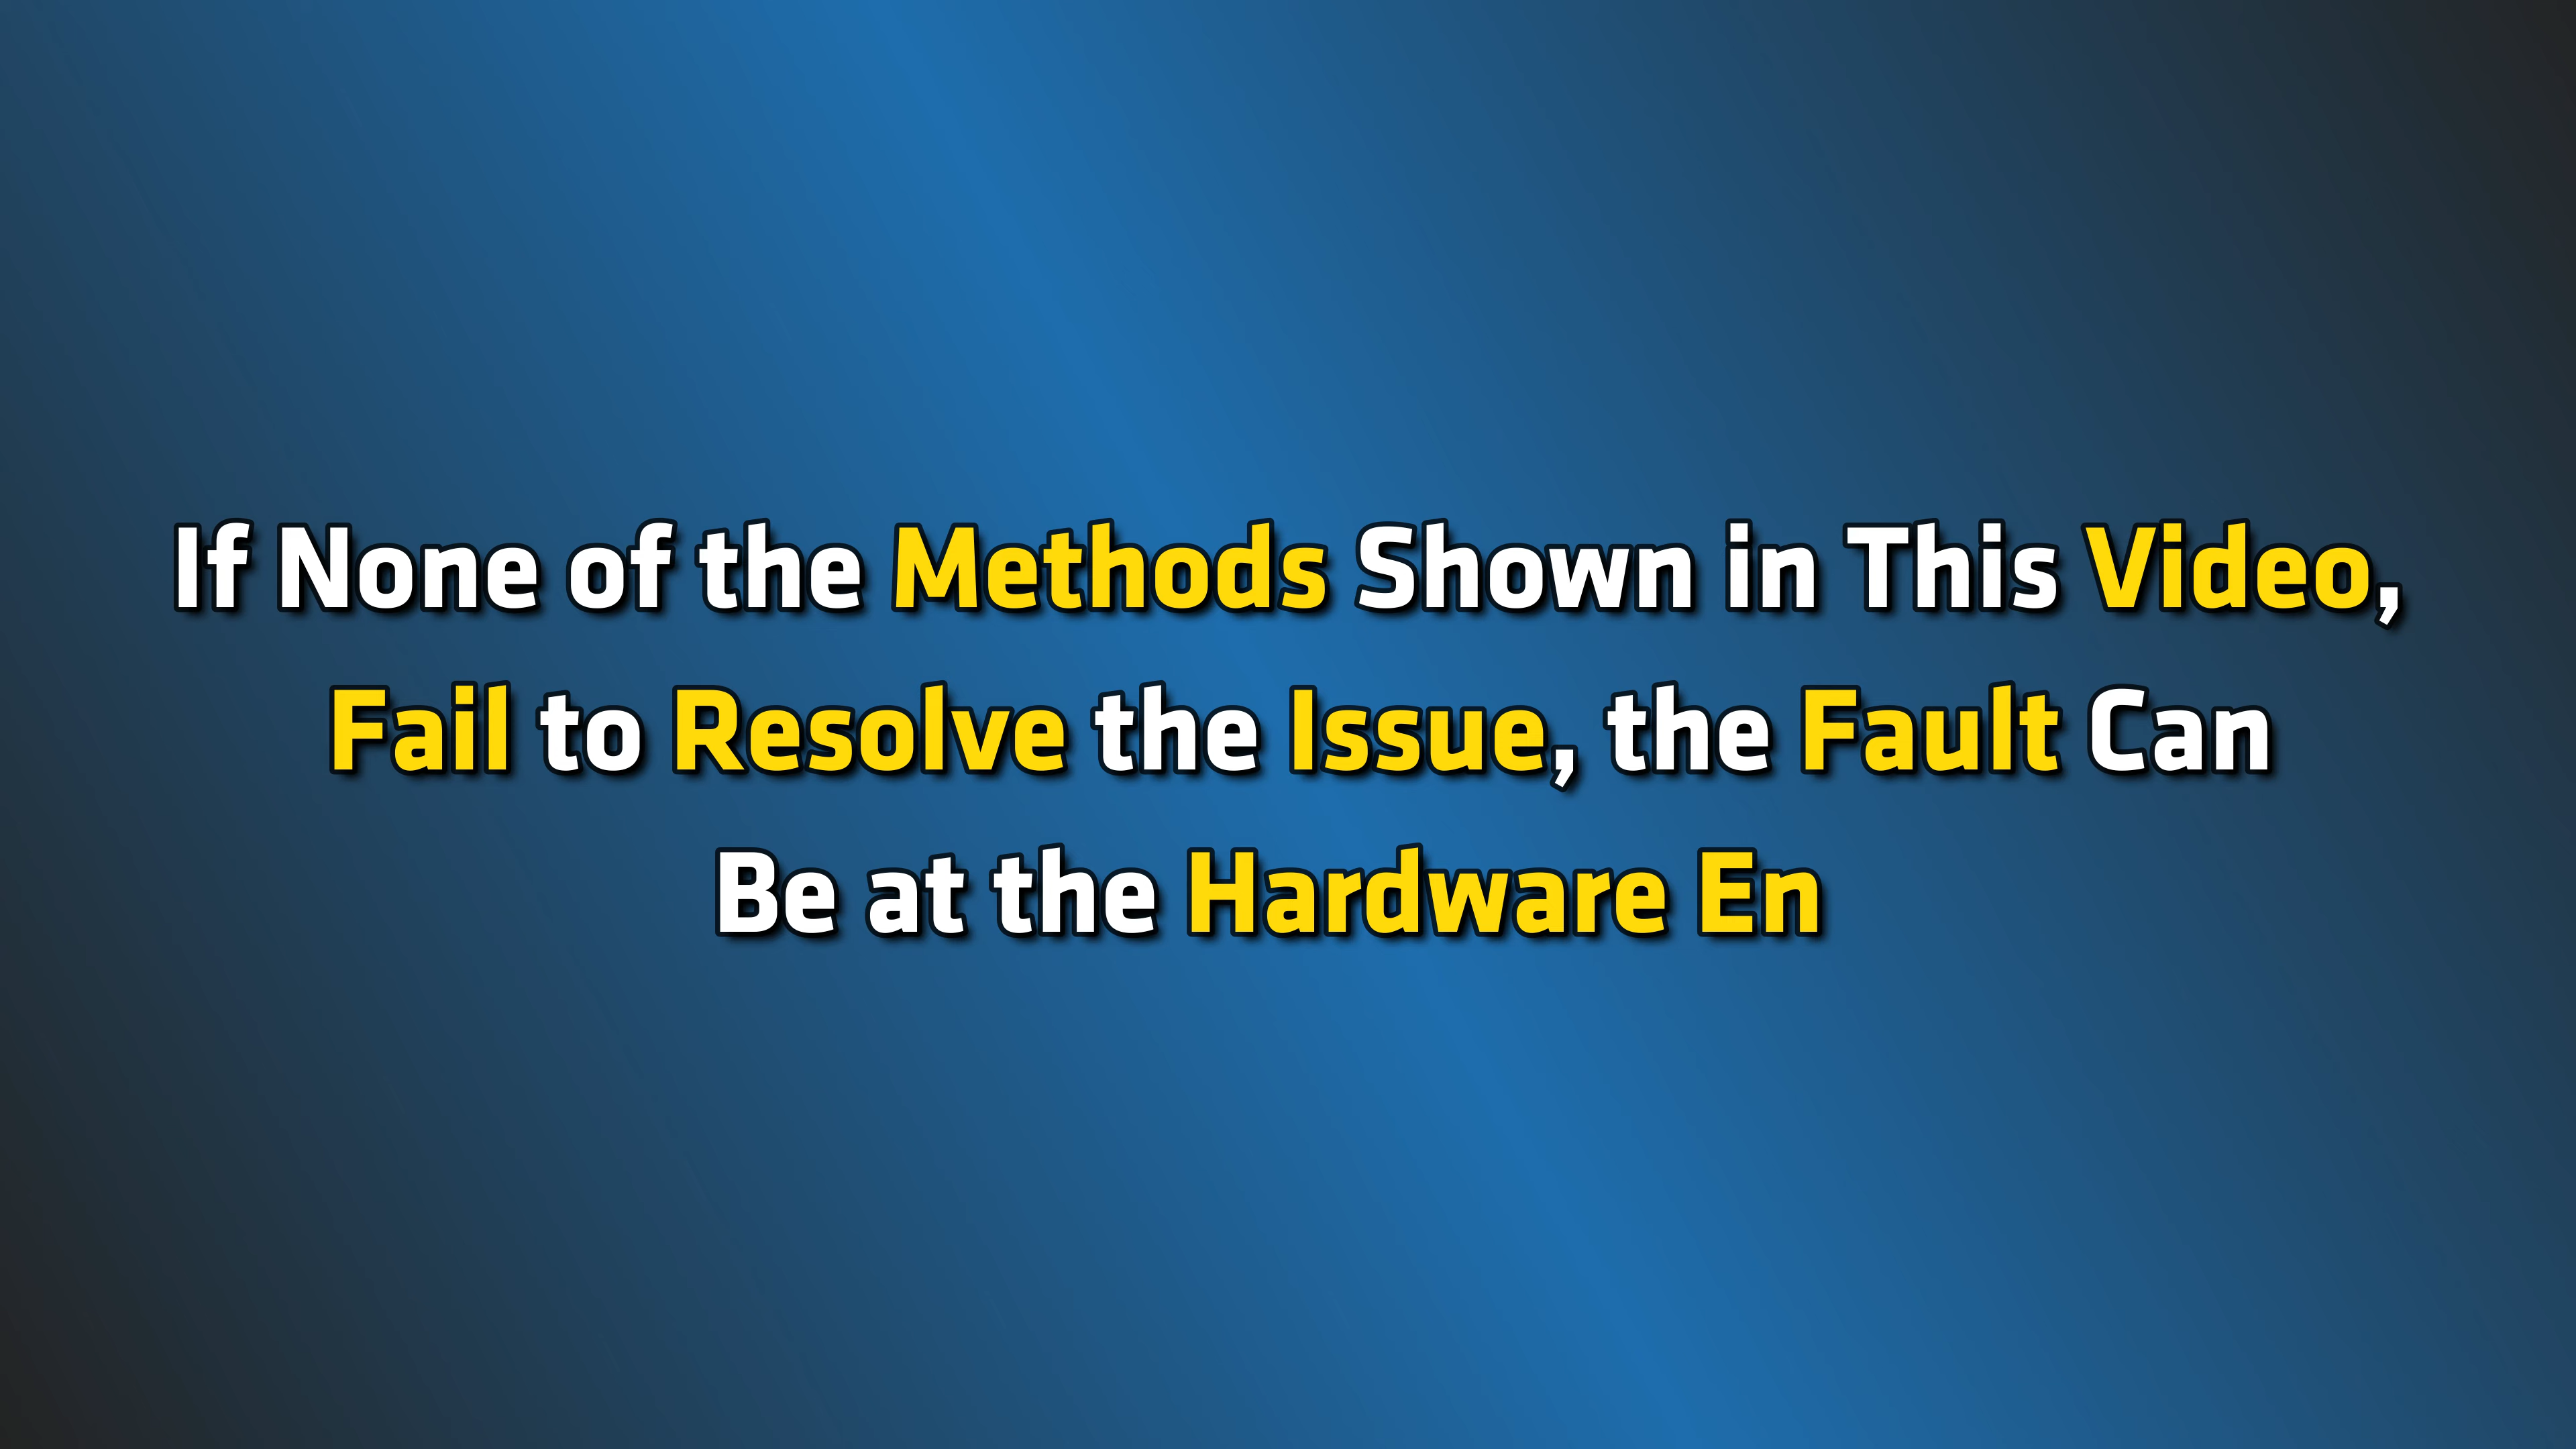 If None of the Methods Shown in This Video,
Fail to Resolve the Issue, the Fault Can
Be at the Hardware En